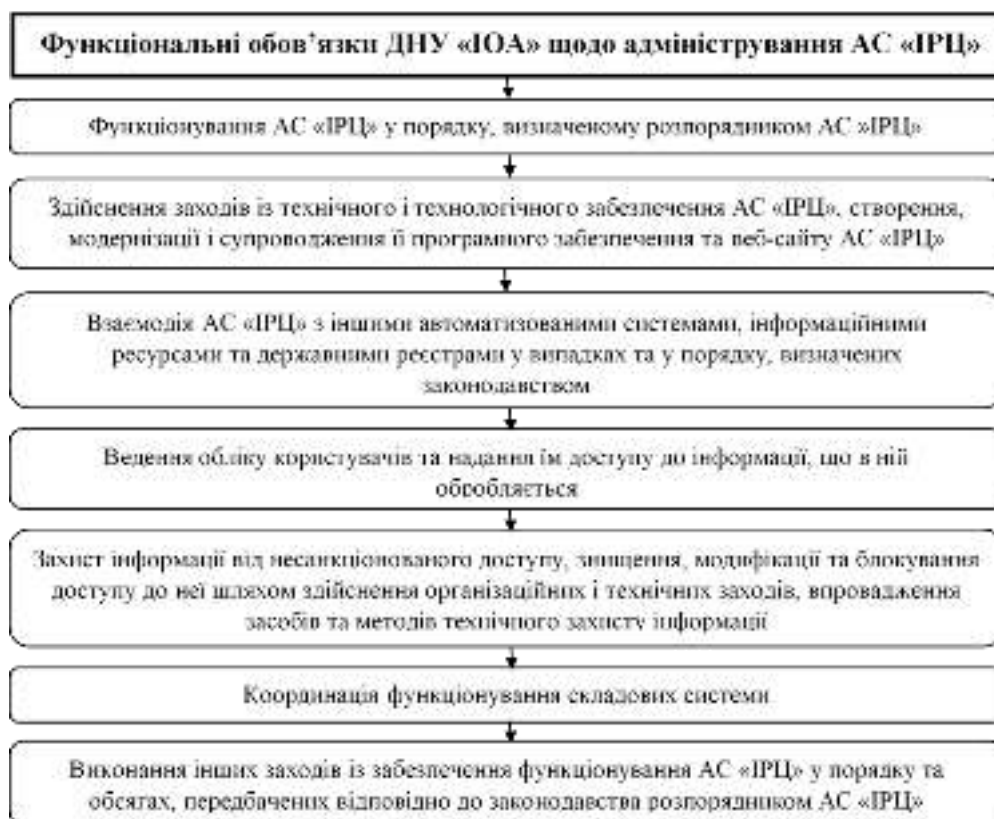 Функціональні обов’язки ДНУ «ІОА» щодо адміністрування АС «ІРЦ»
Функціонування АС «ІРЦ» у порядку, визначеному розпорядником АС «ІРЦ»
Здійснення заходів із технічного і технологічного забезпечення АС «ІРЦ», створення,
модернізації і супроводження її програмного забезпечення та веб-сайту АС «ІРЦ»
Взаємодія АС «ІРЦ» з іншими автоматизованими системами, інформаційними
ресурсами та державними реєстрами у випадках та у порядку, визначених
законодавством
Ведення обліку користувачів та надання їм доступу до інформації, що в ній
обробляється
Захист інформації від несанкціонованого доступу, знищення, модифікації та блокування
доступу до неї шляхом здійснення організаційних і технічних заходів, впровадження
засобів та методів технічного захисту інформації
Координація функціонування складових системи
Виконання інших заходів із забезпечення функціонування АС «ІРЦ» у порядку та
обсягах, передбачених відповідно до законодавства розпорядником АС «ІРЦ»